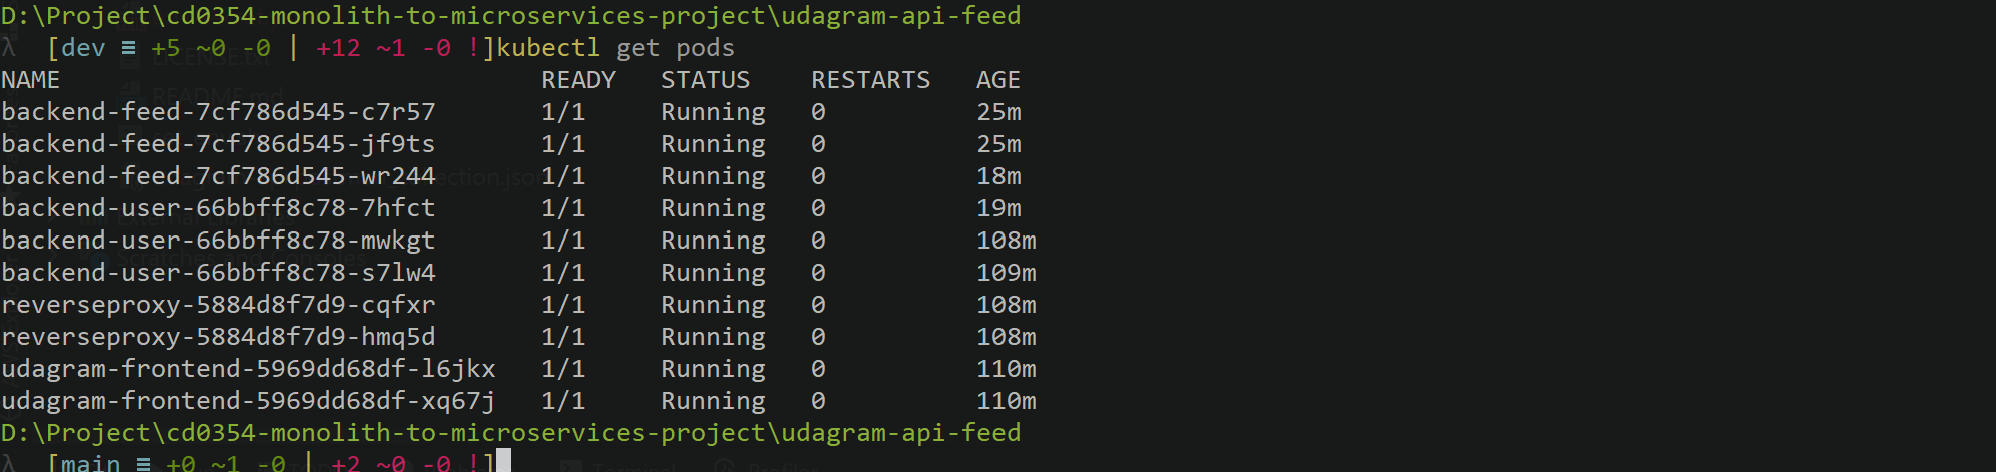 D:\Project\cd0354-monolith-to-microservices-project\udagram-api-feed
λ [dev ≡ +5 ~0 -0 | +12 ~1 -0 !]kubectl get pods
NAME READY STATUS RESTARTS AGE
backend-feed-7cf786d545-c7r57 1/1 Running 0 25m
backend-feed-7cf786d545-jf9ts 1/1 Running 0 25m
backend-feed-7cf786d545-wr244 1/1 Running 0 18m
backend-user-66bbff8c78-7hfct 1/1 Running 0 19m
backend-user-66bbff8c78-mwkgt 1/1 Running 0 108m
backend-user-66bbff8c78-s7lw4 1/1 Running 0 109m
reverseproxy-5884d8f7d9-cqfxr 1/1 Running 0 108m
reverseproxy-5884d8f7d9-hmq5d 1/1 Running 0 108m
udagram-frontend-5969dd68df-l6jkx 1/1 Running 0 110m
udagram-frontend-5969dd68df-xq67j 1/1 Running 0 110m
D:\Project\cd0354-monolith-to-microservices-project\udagram-api-feed
λ [main ≡ +0 ~1 -0 | +2 ~0 -0 !]